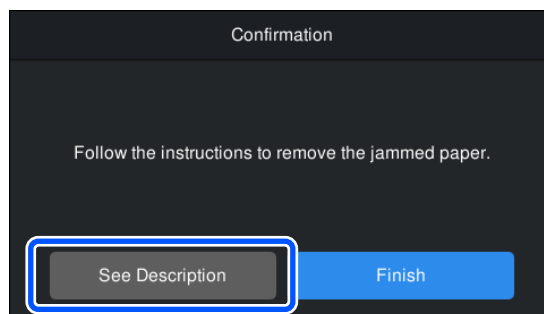 Confirmation
Follow the instructions to remove the jammed paper.
See Description
Finish